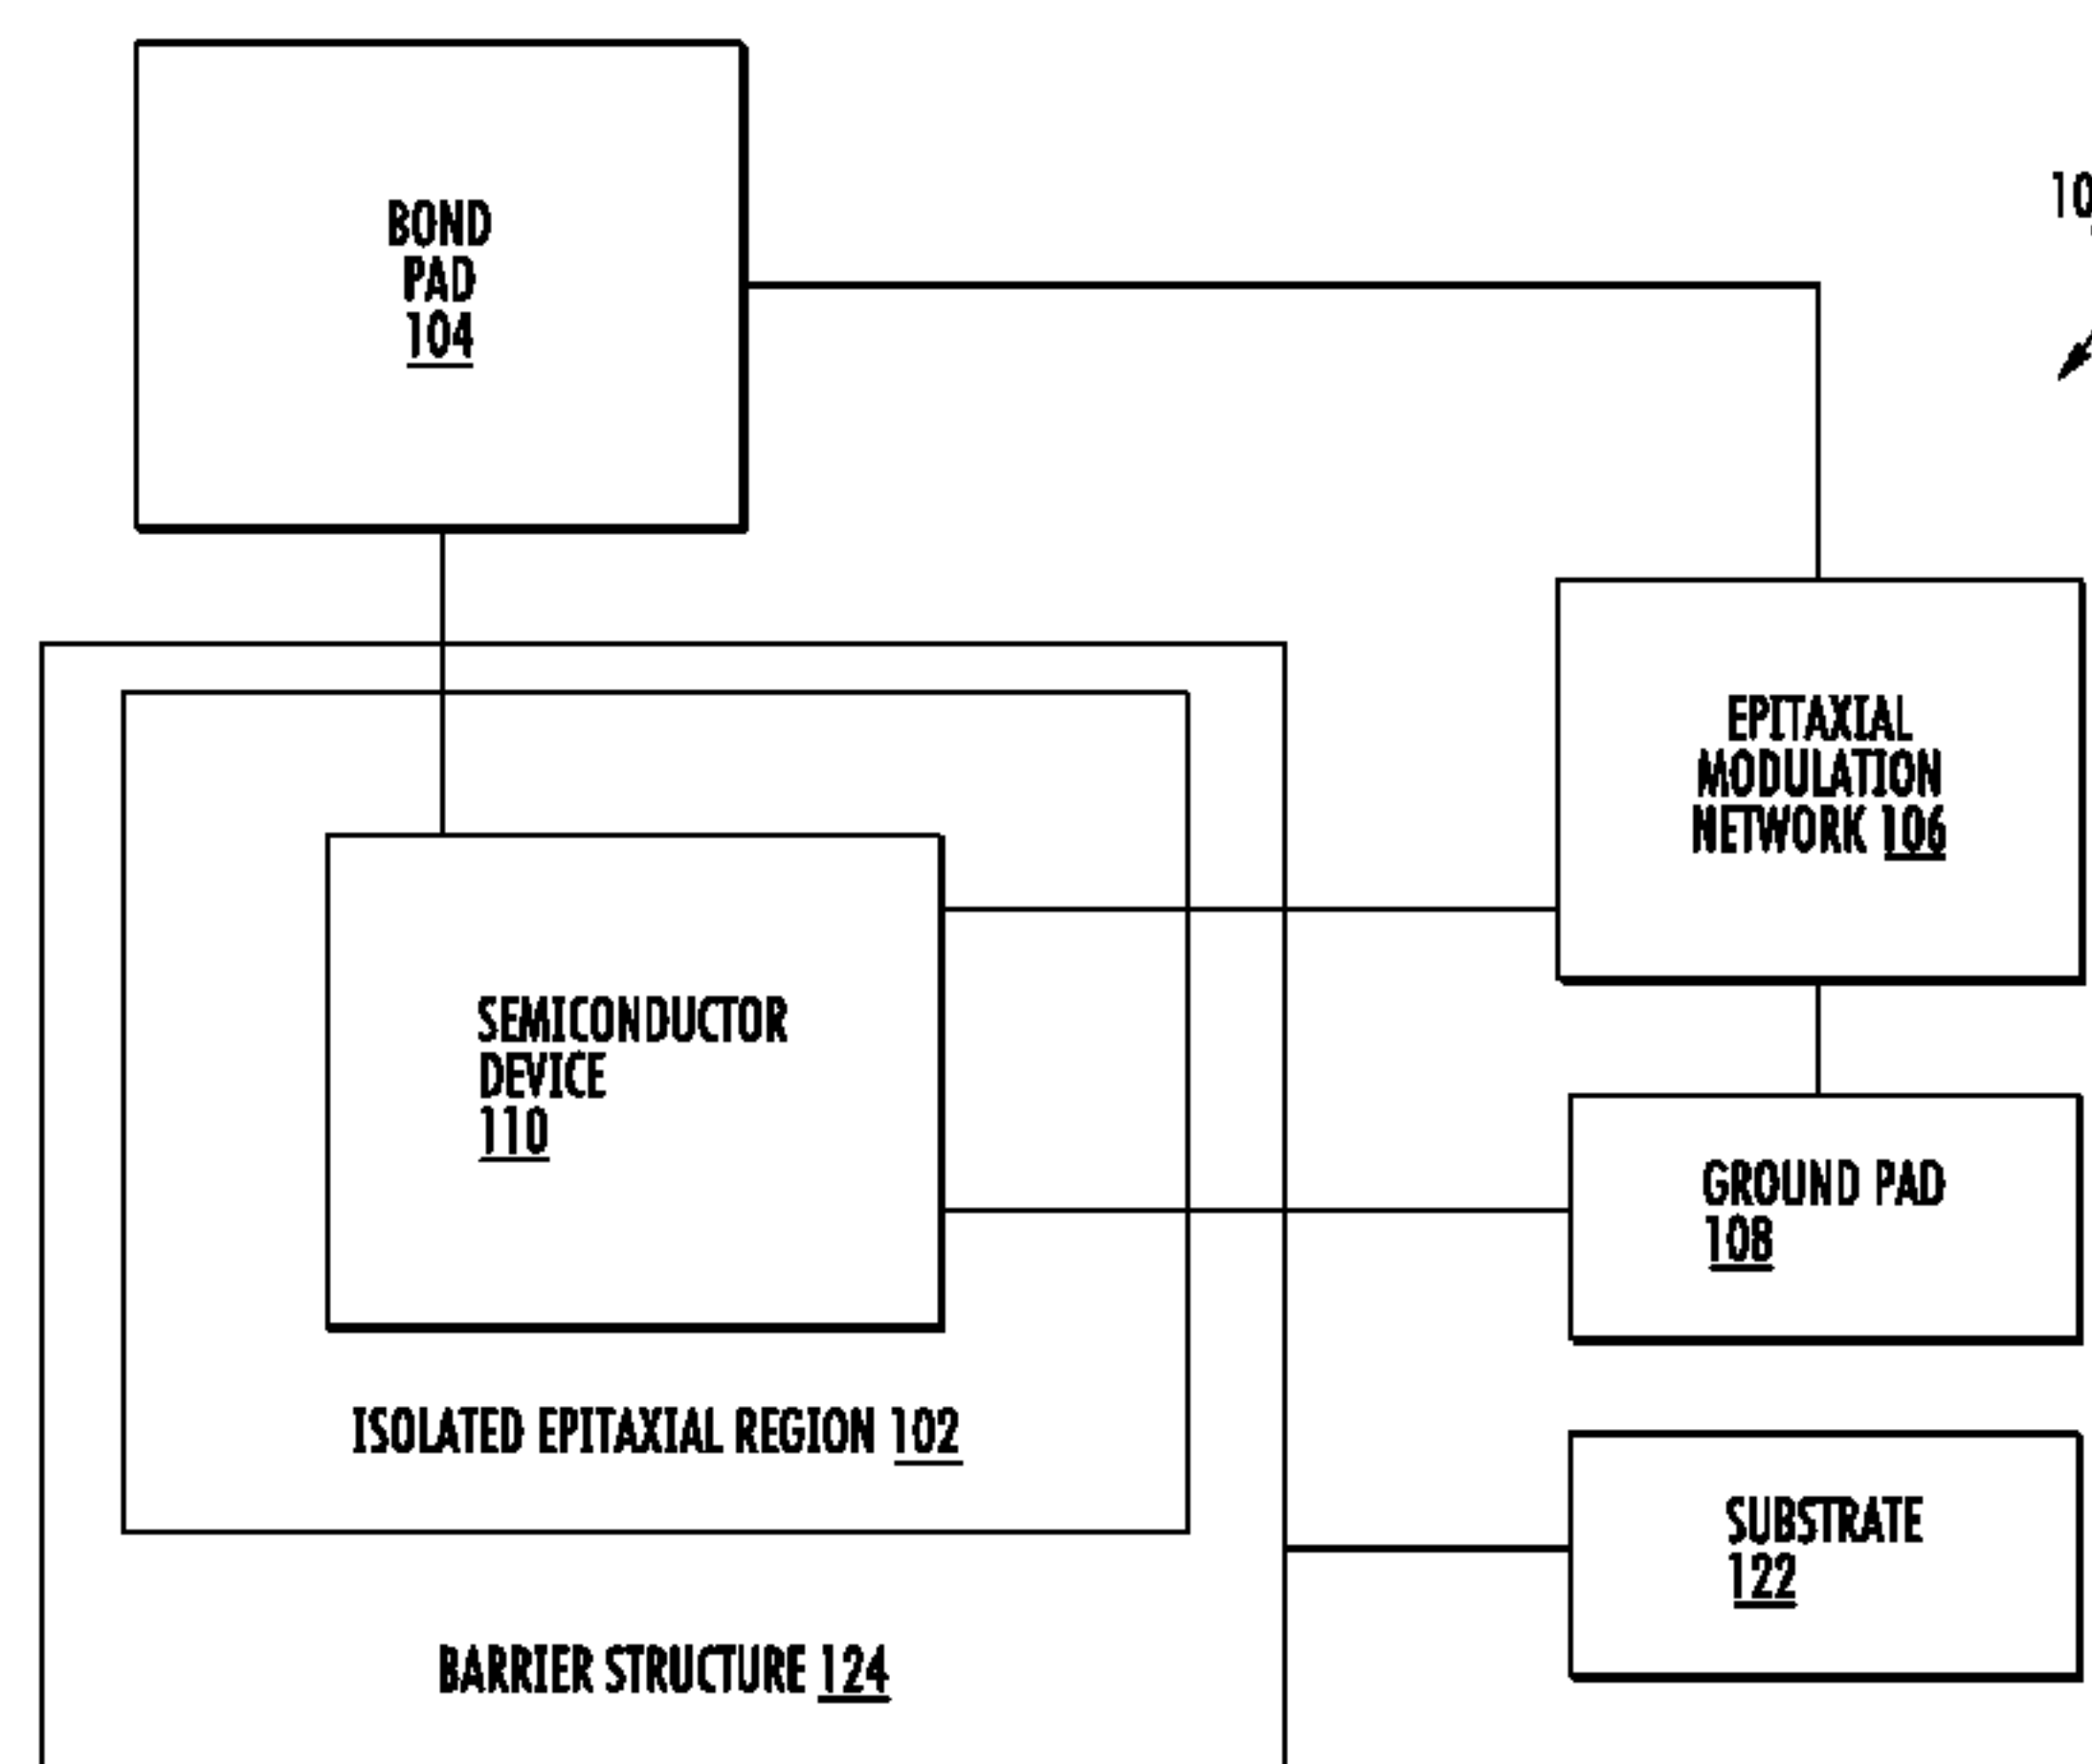 BOND
PAD
104
10
EPITAXIAL
MODULATION
NETWORK 106
SEMICONDUCTOR
DEVICE
110
GROUND PAD
108
ISOLATED EPITAXIAL REGION 102
SUBSTRATE
122
BARRIER STRUCTURE 124